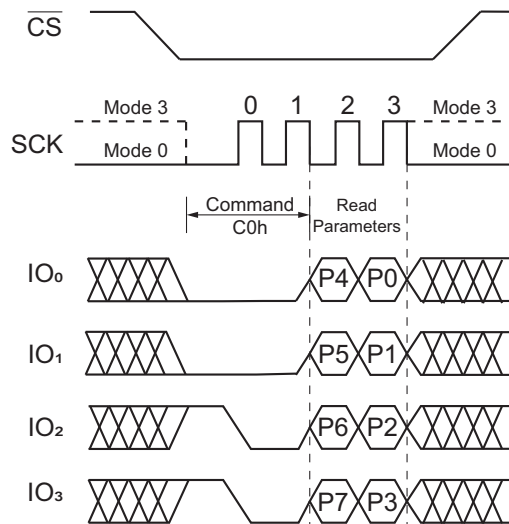 CS
Mode 3 0 1 2 3 Mode 3
SCK
Mode 0 Mode 0
Command Read
C0h Parameters
IO₀ P4 P0
IO₁ P5 P1
IO₂ P6 P2
IO₃ P7 P3